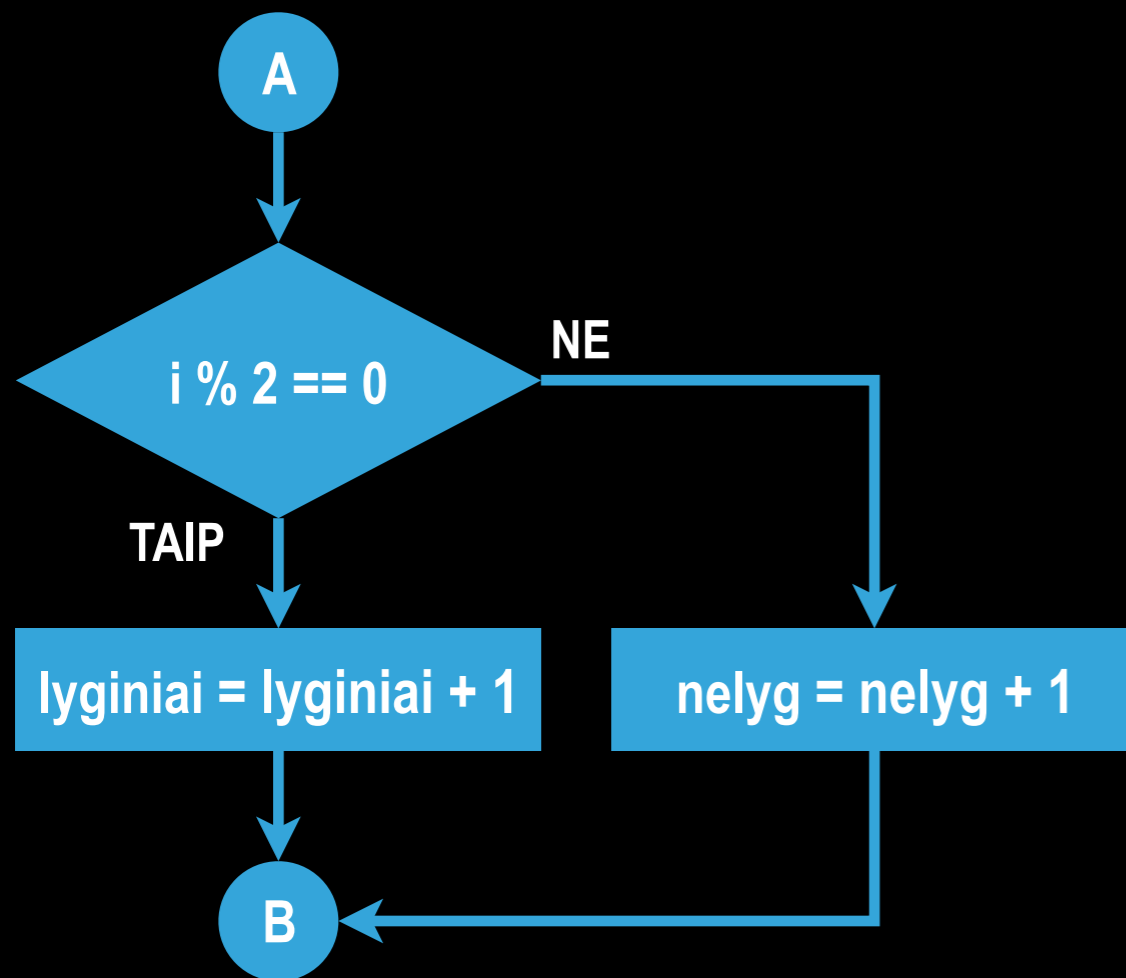 A
i % 2 == 0
NE
TAIP
lyginiai = lyginiai + 1
nelyg = nelyg + 1
B